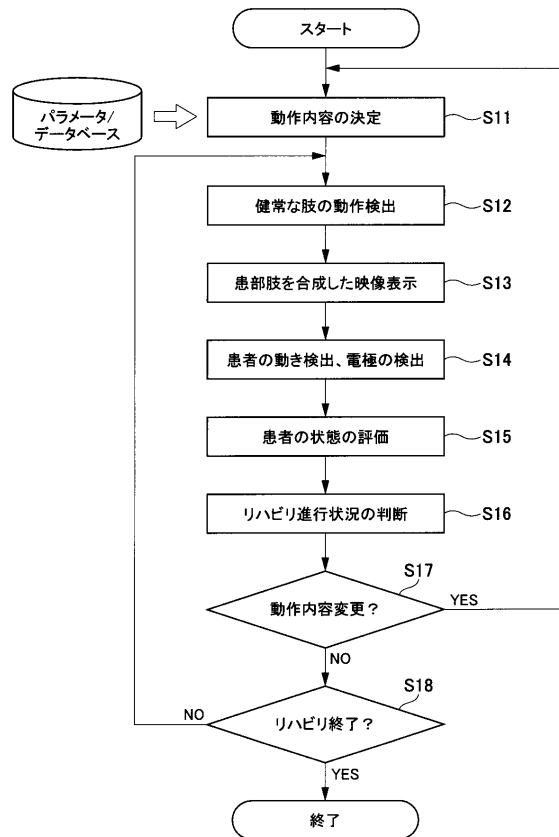 スタート
パラメータ/
データベース
動作内容の決定
S11
健常な肢の動作検出
S12
患部肢を合成した映像表示
S13
患者の動き検出、電極の検出
S14
患者の状態の評価
S15
リハビリ進行状況の判断
S16
S17
動作内容変更?
YES
NO
S18
リハビリ終了?
NO
YES
終了